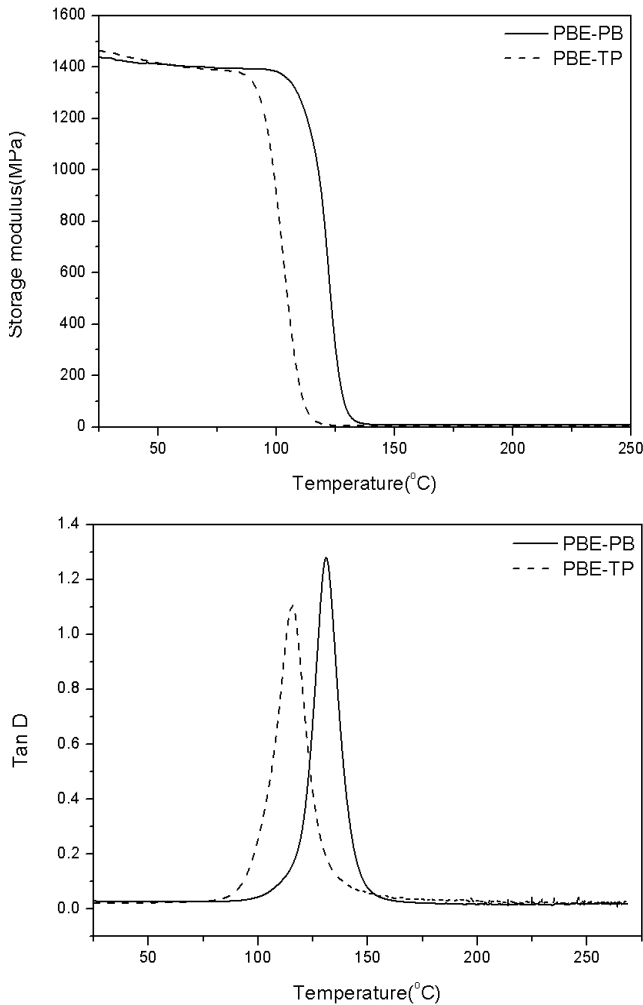 1600
1400
1200
1000
800
600
400
200
0
Storage modulus(MPa)
PBE-PB
PBE-TP
50 100 150 200 250
Temperature(°C)
1.4
1.2
1.0
0.8
0.6
0.4
0.2
0.0
Tan D
PBE-PB
PBE-TP
50 100 150 200 250
Temperature(°C)